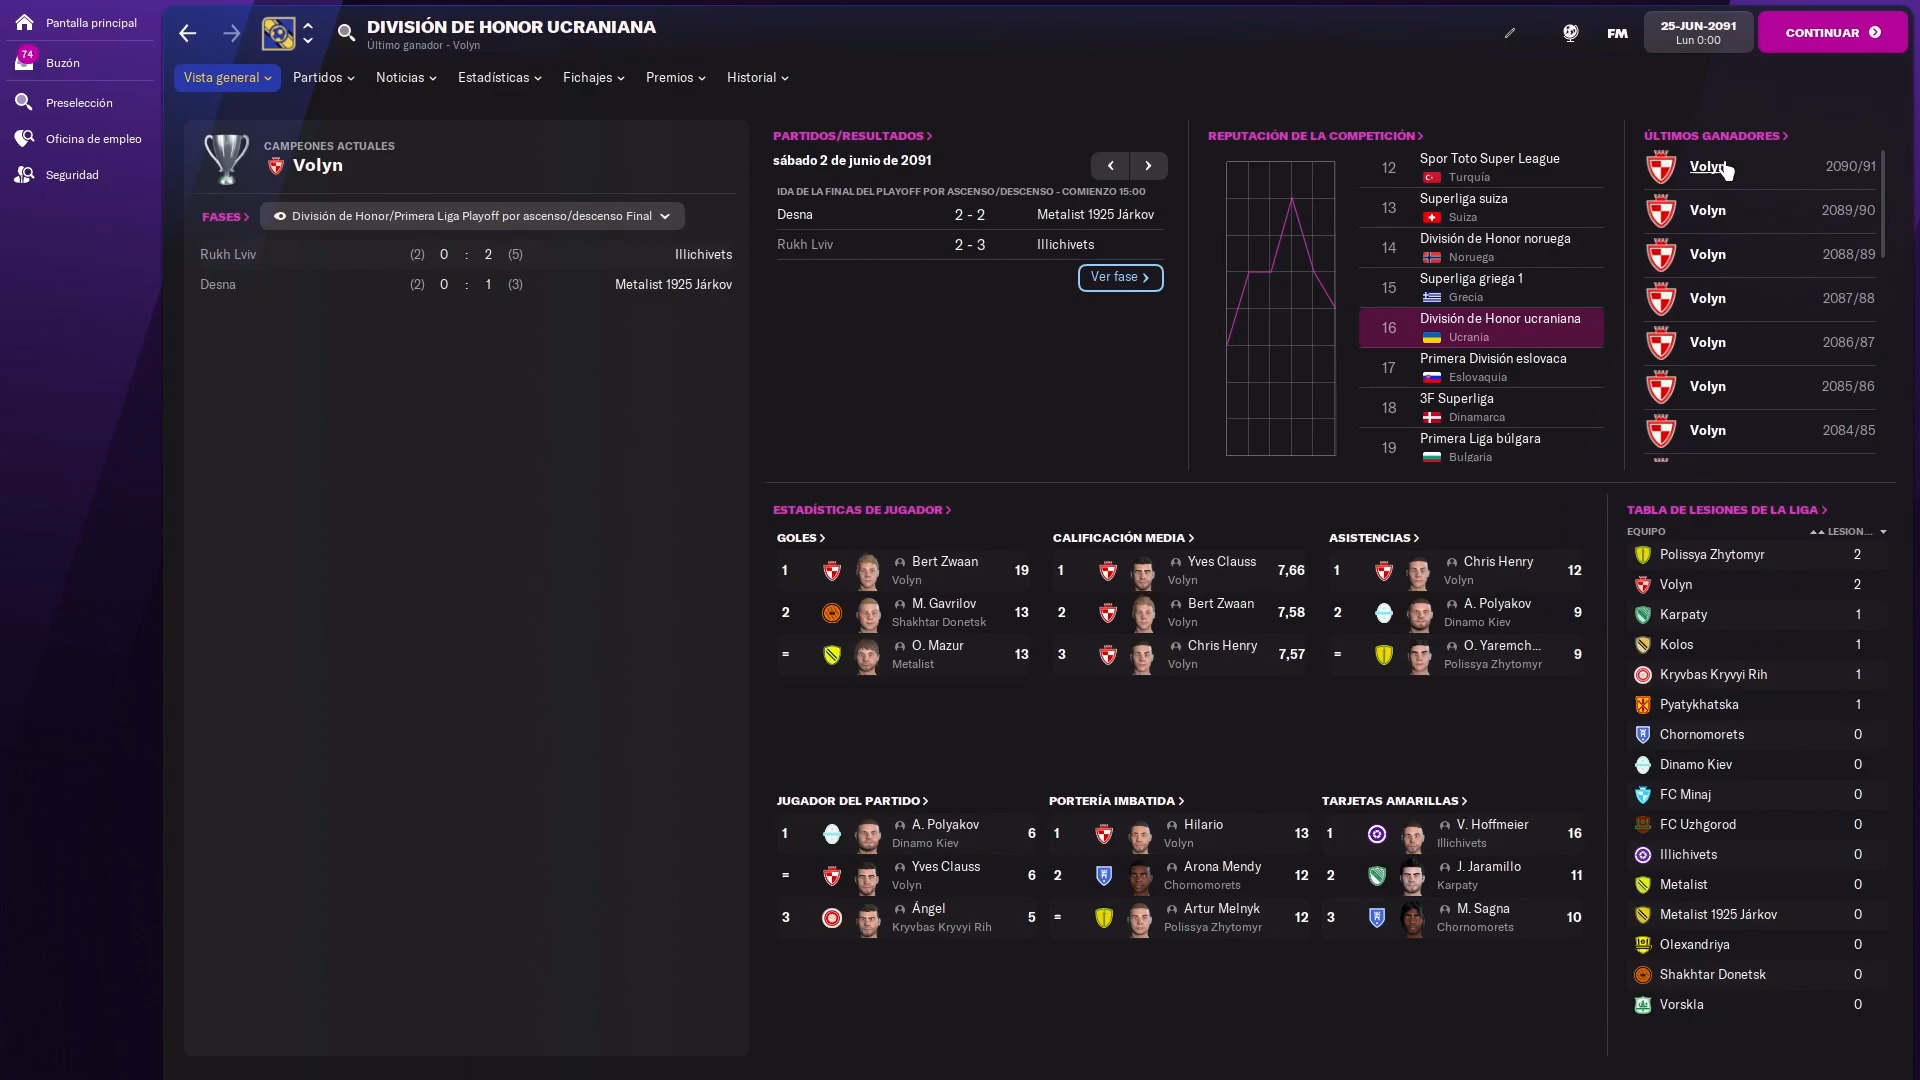 Pantalla principal
74
Buzón
Preselección
Oficina de empleo
Seguridad
DIVISIÓN DE HONOR UCRANIANA
Último ganador - Volyn
FM
25-JUN-2091
Lun 0:00
CONTINUAR
Vista general
Partidos
Noticias
Estadísticas
Fichajes
Premios
Historial
CAMPEONES ACTUALES
Volyn
FASES
División de Honor/Primera Liga Playoff por ascenso/descenso Final
Rukh Lviv (2) 0 : 2 (5) Illichivets
Desna (2) 0 : 1 (3) Metalist 1925 Járkov
PARTIDOS/RESULTADOS
sábado 2 de junio de 2091
IDA DE LA FINAL DEL PLAYOFF POR ASCENSO/DESCENSO - COMIENZO 15:00
Desna 2 - 2 Metalist 1925 Járkov
Rukh Lviv 2 - 3 Illichivets
Ver fase
REPUTACIÓN DE LA COMPETICIÓN
12 Spor Toto Super League
Turquía
13 Superliga suiza
Suiza
14 División de Honor noruega
Noruega
15 Superliga griega 1
Grecia
16 División de Honor ucraniana
Ucrania
17 Primera División eslovaca
Eslovaquia
18 3F Superliga
Dinamarca
19 Primera Liga búlgara
Bulgaria
ÚLTIMOS GANADORES
Volyn 2090/91
Volyn 2089/90
Volyn 2088/89
Volyn 2087/88
Volyn 2086/87
Volyn 2085/86
Volyn 2084/85
ESTADÍSTICAS DE JUGADOR
GOLES
1 Bert Zwaan 19
Volyn
2 M. Gavrilov 13
Shakhtar Donetsk
= O. Mazur 13
Metalist
CALIFICACIÓN MEDIA
1 Yves Clauss 7,66
Volyn
2 Bert Zwaan 7,58
Volyn
3 Chris Henry 7,57
Volyn
ASISTENCIAS
1 Chris Henry 12
Volyn
2 A. Polyakov 9
Dinamo Kiev
= O. Yaremch... 9
Polissya Zhytomyr
JUGADOR DEL PARTIDO
1 A. Polyakov 6
Dinamo Kiev
= Yves Clauss 6
Volyn
3 Ángel 5
Kryvbas Kryvyi Rih
PORTERÍA IMBATIDA
1 Hilario 13
Volyn
2 Arona Mendy 12
Chornomorets
= Artur Melnyk 12
Polissya Zhytomyr
TARJETAS AMARILLAS
1 V. Hoffmeier 16
Illichivets
2 J. Jaramillo 11
Karpaty
3 M. Sagna 10
Chornomorets
TABLA DE LESIONES DE LA LIGA
EQUIPO LESION...
Polissya Zhytomyr 2
Volyn 2
Karpaty 1
Kolos 1
Kryvbas Kryvyi Rih 1
Pyatykhatska 1
Chornomorets 0
Dinamo Kiev 0
FC Minaj 0
FC Uzhgorod 0
Illichivets 0
Metalist 0
Metalist 1925 Járkov 0
Olexandriya 0
Shakhtar Donetsk 0
Vorskla 0